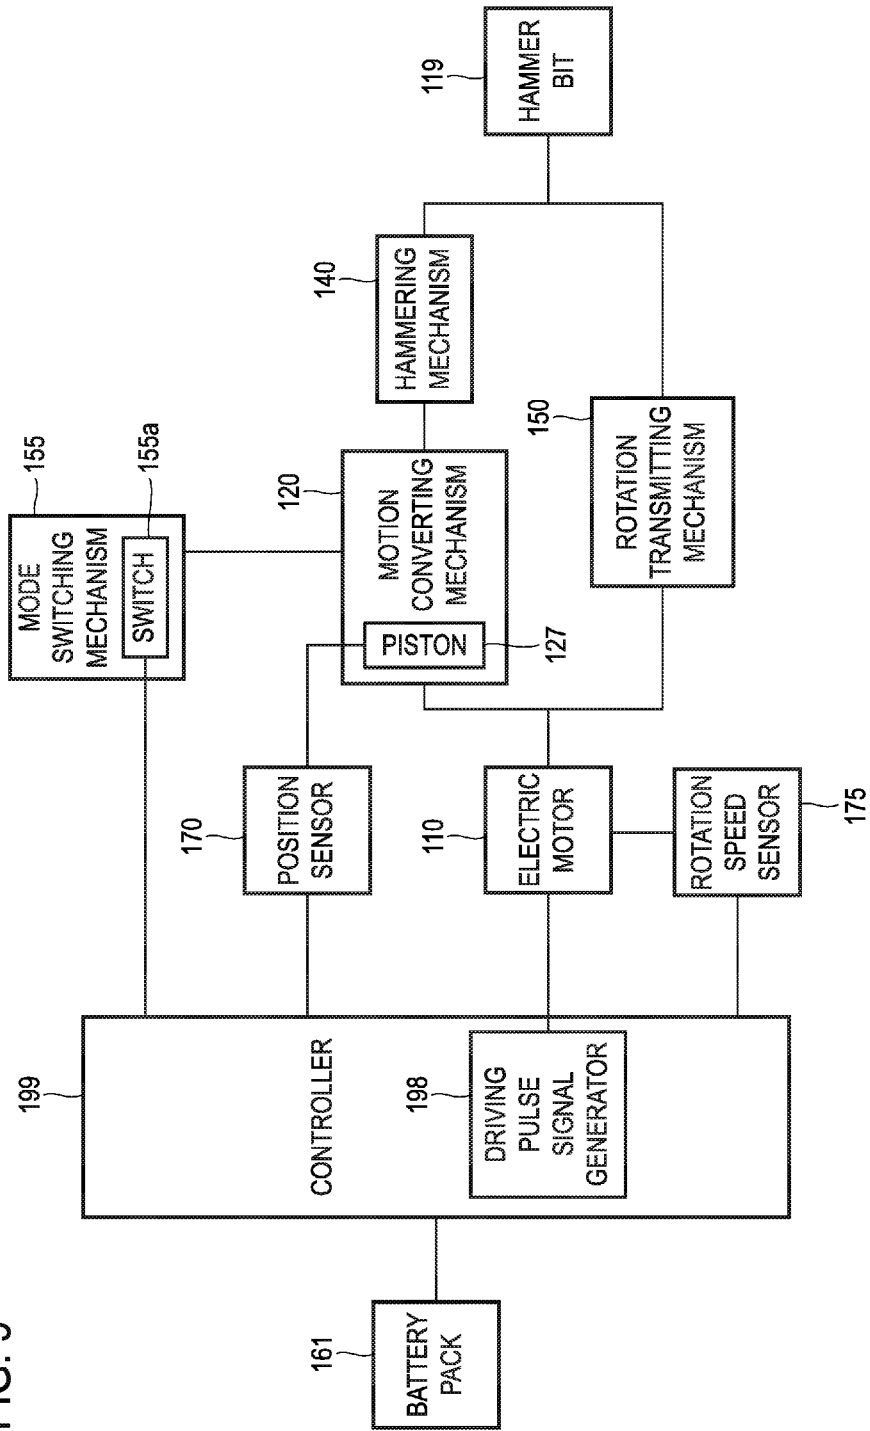 FIG. 5
161
BATTERY
PACK
199
CONTROLLER
198
DRIVING
PULSE
SIGNAL
GENERATOR
155
MODE
SWITCHING
MECHANISM
155a
SWITCH
170
POSITION
SENSOR
110
ELECTRIC
MOTOR
ROTATION
SPEED
SENSOR
175
120
MOTION
CONVERTING
MECHANISM
PISTON
127
140
HAMMERING
MECHANISM
150
ROTATION
TRANSMITTING
MECHANISM
119
HAMMER
BIT